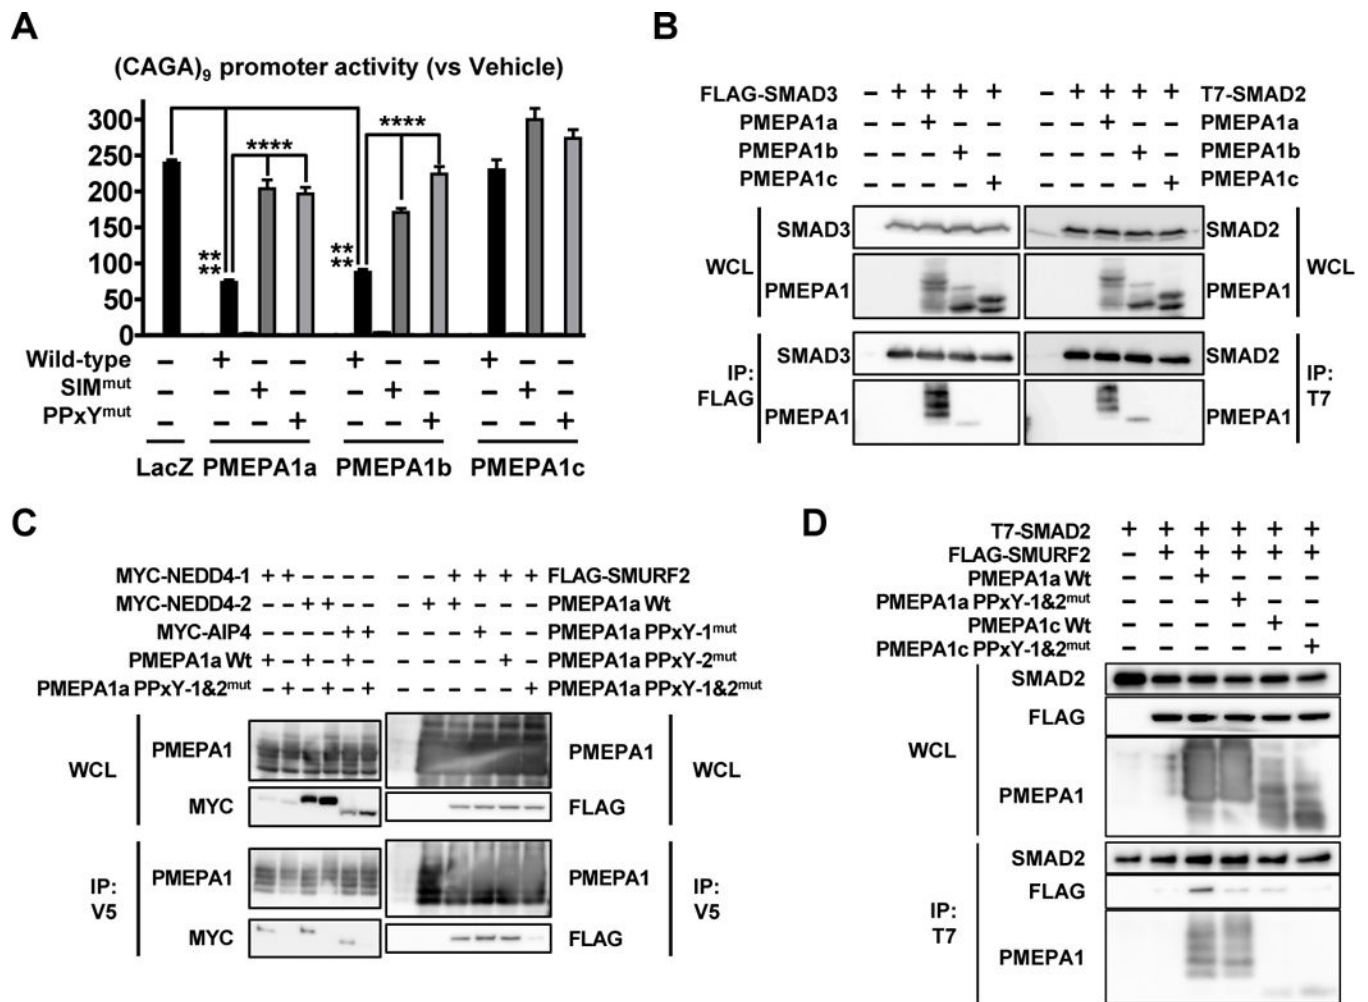 A
(CAGA)9 promoter activity (vs Vehicle)
300
250
200
150
100
50
0
****
****
**
**
**
**
Wild-type – + – – + – – + – –
SIMmut – – + – – + – – + –
PPxYmut – – – + – – + – – +
LacZ PMEPA1a PMEPA1b PMEPA1c
B
FLAG-SMAD3 – + + + + – + + + + T7-SMAD2
PMEPA1a – – + – – – – + – – PMEPA1a
PMEPA1b – – – + – – – – + – PMEPA1b
PMEPA1c – – – – + – – – – + PMEPA1c
WCL SMAD3 SMAD2 WCL
PMEPA1 PMEPA1
IP: FLAG SMAD3 SMAD2 IP: T7
PMEPA1 PMEPA1
C
MYC-NEDD4-1 + + – – – – – – + + + + FLAG-SMURF2
MYC-NEDD4-2 – – + + – – – + + – – – PMEPA1a Wt
MYC-AIP4 – – – – + + – – – + – – PMEPA1a PPxY-1mut
PMEPA1a Wt + – + – + – – – – – + – PMEPA1a PPxY-2mut
PMEPA1a PPxY-1&2mut – + – + – + – – – – – + PMEPA1a PPxY-1&2mut
WCL PMEPA1 PMEPA1 WCL
MYC FLAG
IP: V5 PMEPA1 PMEPA1 IP: V5
MYC FLAG
D
T7-SMAD2 + + + + + +
FLAG-SMURF2 – + + + + +
PMEPA1a Wt – – + – – –
PMEPA1a PPxY-1&2mut – – – + – –
PMEPA1c Wt – – – – + –
PMEPA1c PPxY-1&2mut – – – – – +
WCL SMAD2
FLAG
PMEPA1
IP: T7 SMAD2
FLAG
PMEPA1